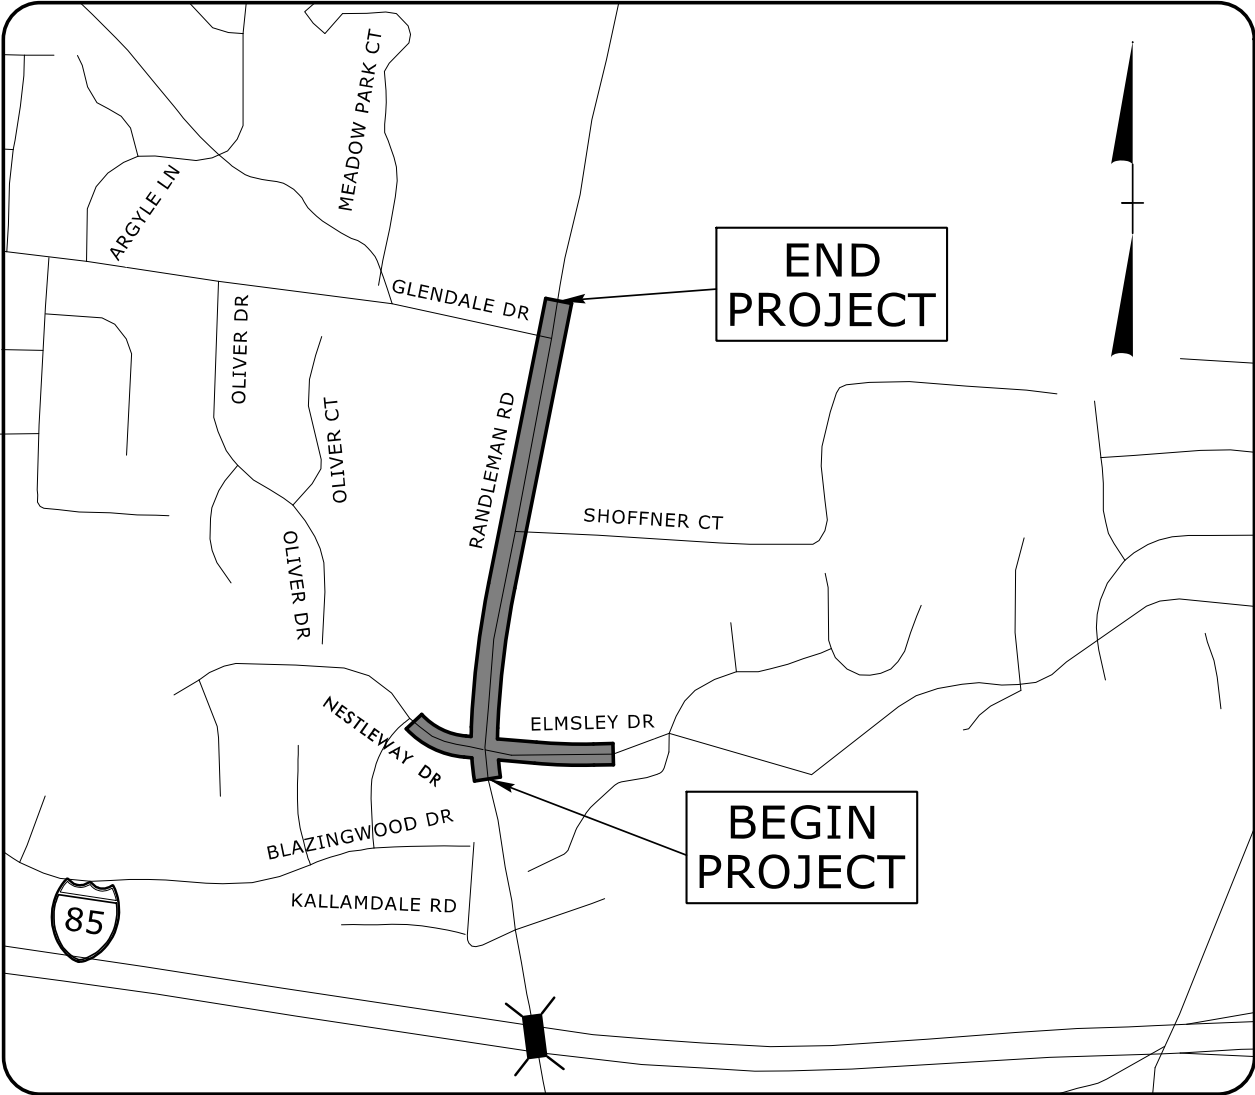 MEADOW PARK CT
ARGYLE LN
END
PROJECT
GLENDALE DR
OLIVER DR
OLIVER CT
RANDLEMAN RD
SHOFFNER CT
OLIVER DR
NESTLEWAY DR
ELMSLEY DR
BEGIN
PROJECT
BLAZINGWOOD DR
KALLAMDALE RD
85